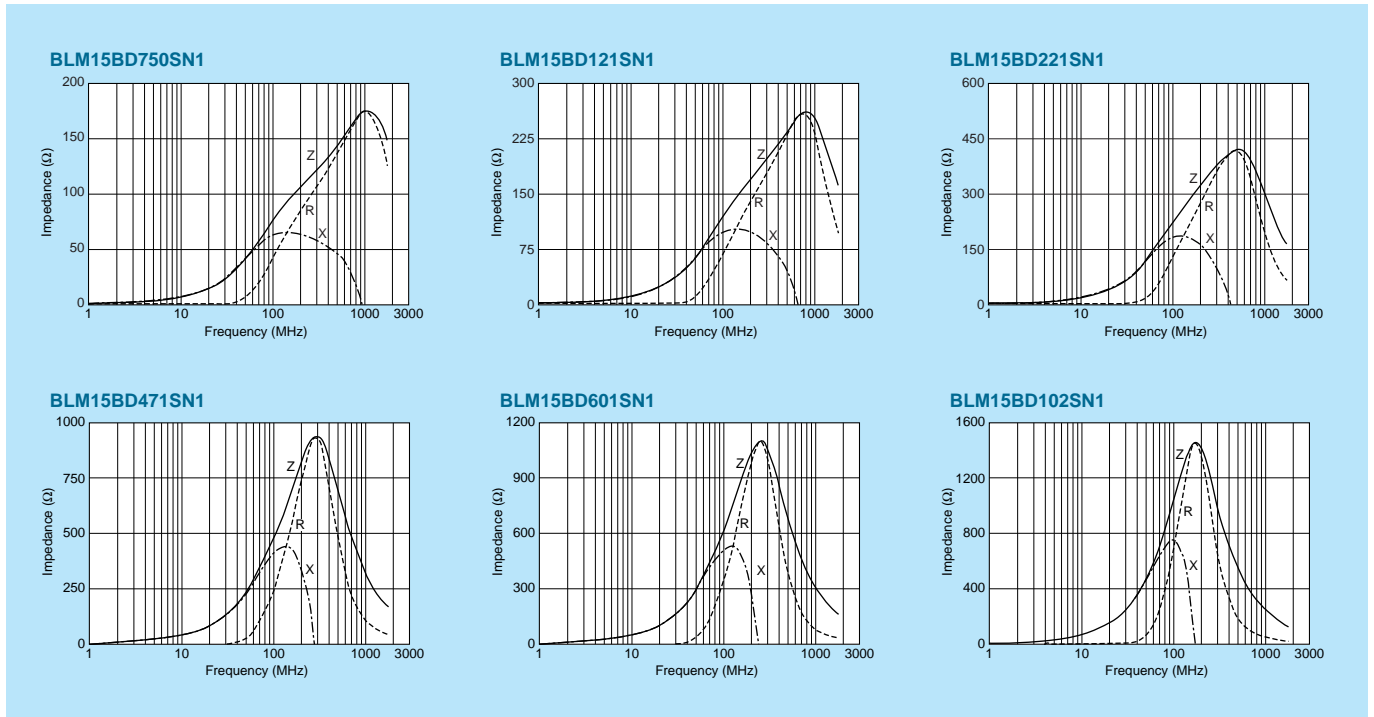 BLM15BD750SN1
200
150
100
50
0
Impedance (Ω)
Z
R
X
1 10 100 1000 3000
Frequency (MHz)
BLM15BD121SN1
300
225
150
75
0
Impedance (Ω)
Z
R
X
1 10 100 1000 3000
Frequency (MHz)
BLM15BD221SN1
600
450
300
150
0
Impedance (Ω)
Z
R
X
1 10 100 1000 3000
Frequency (MHz)
BLM15BD471SN1
1000
750
500
250
0
Impedance (Ω)
Z
R
X
1 10 100 1000 3000
Frequency (MHz)
BLM15BD601SN1
1200
900
600
300
0
Impedance (Ω)
Z
R
X
1 10 100 1000 3000
Frequency (MHz)
BLM15BD102SN1
1600
1200
800
400
0
Impedance (Ω)
Z
R
X
1 10 100 1000 3000
Frequency (MHz)